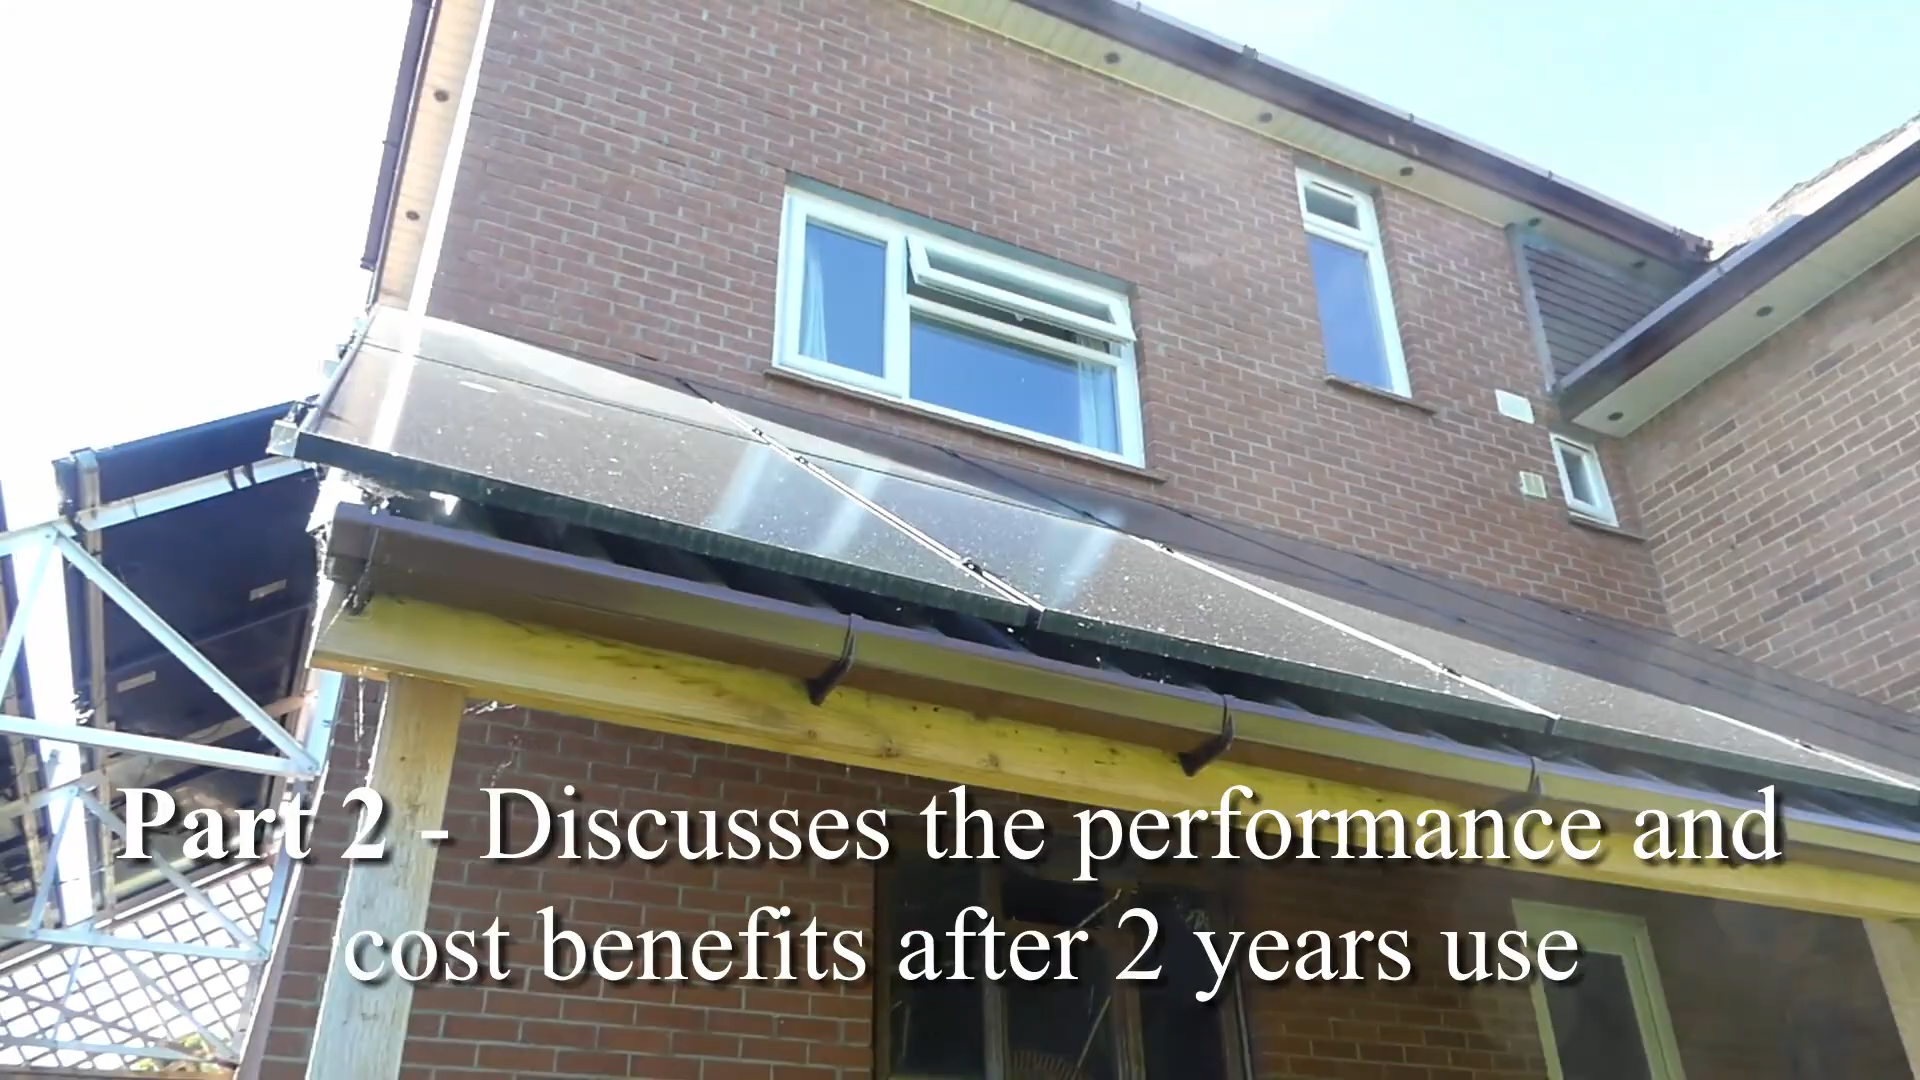 Part 2 - Discusses the performance and
cost benefits after 2 years use